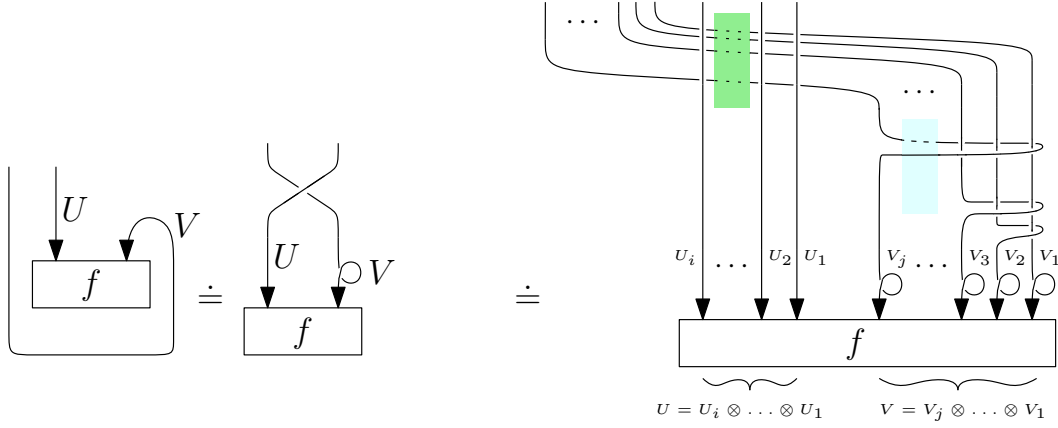 . . .
. . .
U V U V
U_i . . . U_2 U_1 V_j . . . V_3 V_2 V_1
f ≐ f ≐ f
U = U_i ⊗ . . . ⊗ U_1 V = V_j ⊗ . . . ⊗ V_1